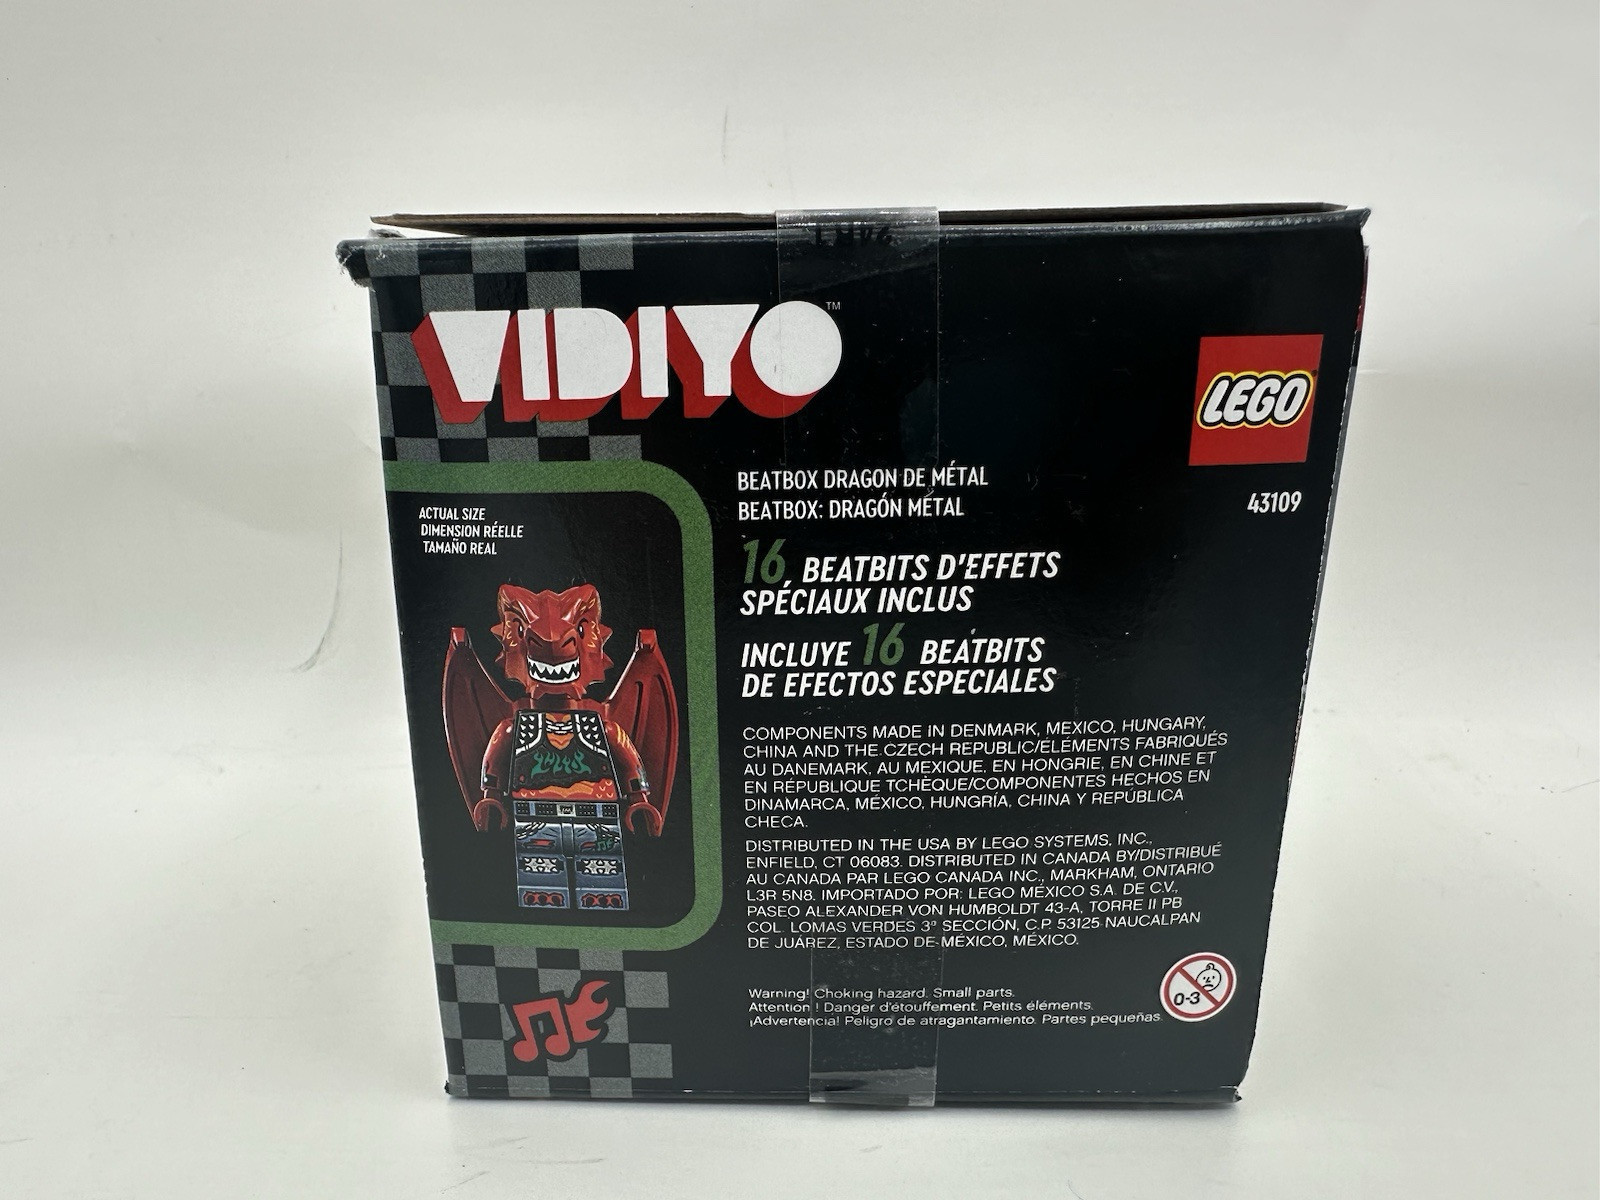 VIDIYO™
LEGO
43109
BEATBOX DRAGON DE MÉTAL
BEATBOX: DRAGÓN METAL
ACTUAL SIZE
DIMENSION RÉELLE
TAMAÑO REAL
16 BEATBITS D'EFFETS
SPÉCIAUX INCLUS
INCLUYE 16 BEATBITS
DE EFECTOS ESPECIALES
COMPONENTS MADE IN DENMARK, MEXICO, HUNGARY,
CHINA AND THE CZECH REPUBLIC/ÉLÉMENTS FABRIQUÉS
AU DANEMARK, AU MEXIQUE, EN HONGRIE, EN CHINE ET
EN RÉPUBLIQUE TCHÈQUE/COMPONENTES HECHOS EN
DINAMARCA, MÉXICO, HUNGRÍA, CHINA Y REPÚBLICA
CHECA.
DISTRIBUTED IN THE USA BY LEGO SYSTEMS, INC.,
ENFIELD, CT 06083. DISTRIBUTED IN CANADA BY/DISTRIBUÉ
AU CANADA PAR LEGO CANADA INC., MARKHAM, ONTARIO
L3R 5N8. IMPORTADO POR: LEGO MÉXICO S.A. DE C.V.,
PASEO ALEXANDER VON HUMBOLDT 43-A, TORRE II PB
COL. LOMAS VERDES 3ª SECCIÓN, C.P. 53125 NAUCALPAN
DE JUÁREZ, ESTADO DE MÉXICO, MÉXICO.
Warning! Choking hazard. Small parts.
Attention ! Danger d'étouffement. Petits éléments.
¡Advertencia! Peligro de atragantamiento. Partes pequeñas.
0-3